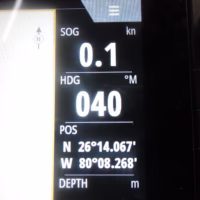 SOG kn
0.1
HDG °M
040
POS
N 26°14.067'
W 80°08.268'
DEPTH m